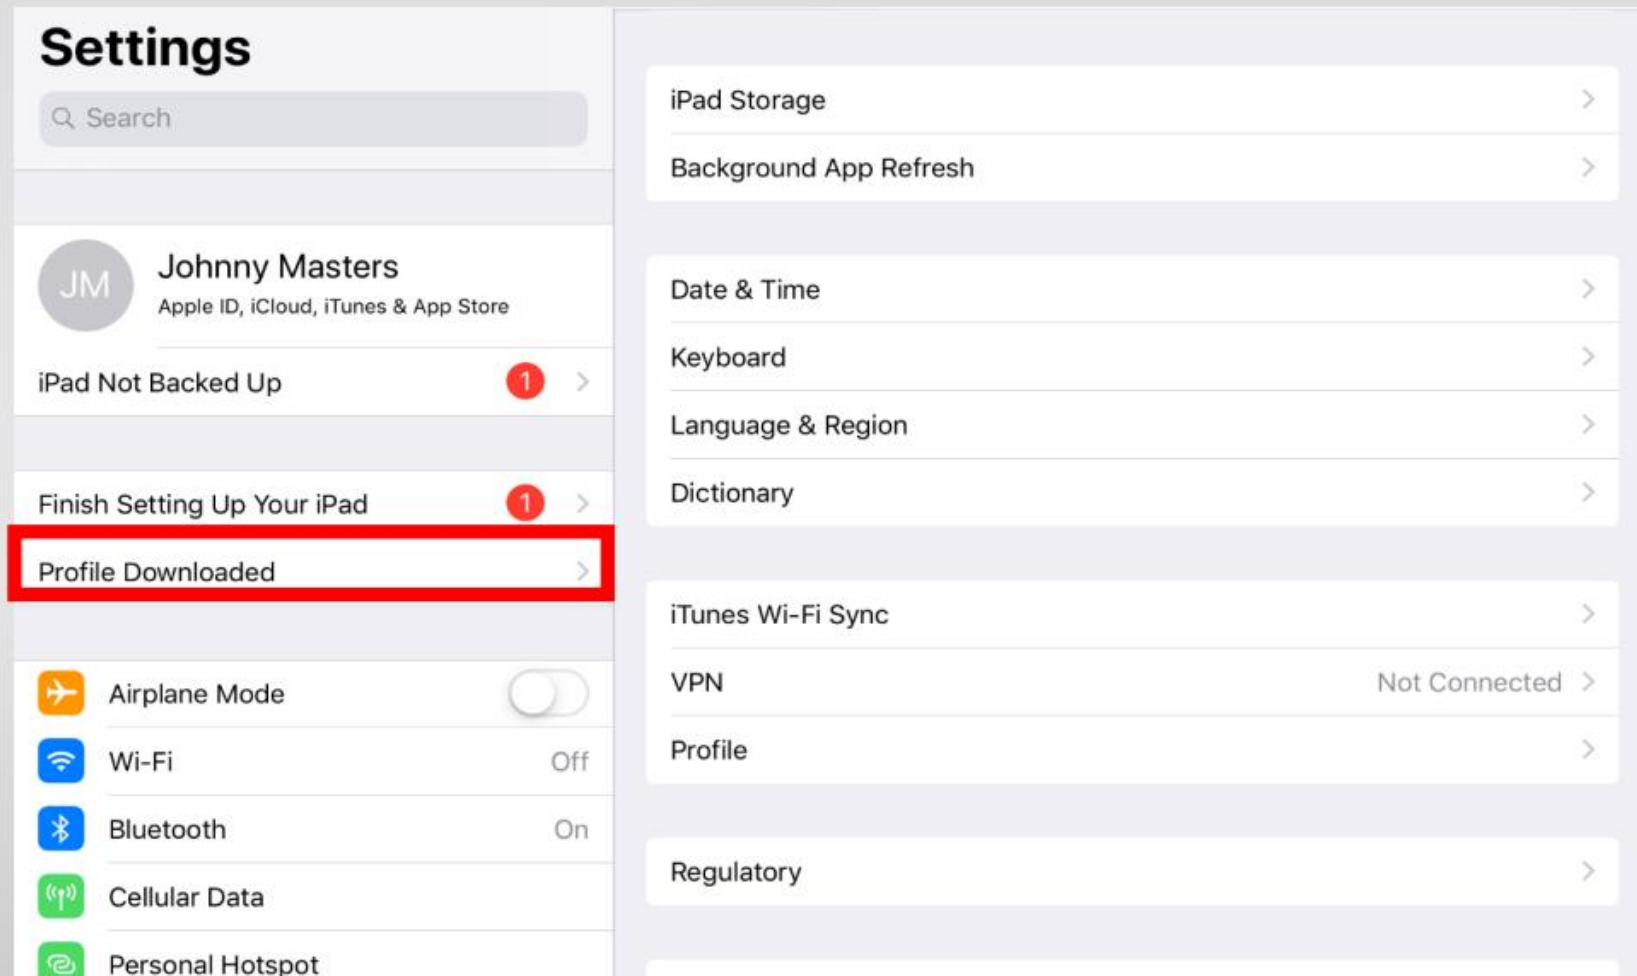 Settings
Search
JM
Johnny Masters
Apple ID, iCloud, iTunes & App Store
iPad Not Backed Up
1
Finish Setting Up Your iPad
1
Profile Downloaded
Airplane Mode
Wi-Fi
Off
Bluetooth
On
Cellular Data
Personal Hotspot
iPad Storage
Background App Refresh
Date & Time
Keyboard
Language & Region
Dictionary
iTunes Wi-Fi Sync
VPN
Not Connected
Profile
Regulatory